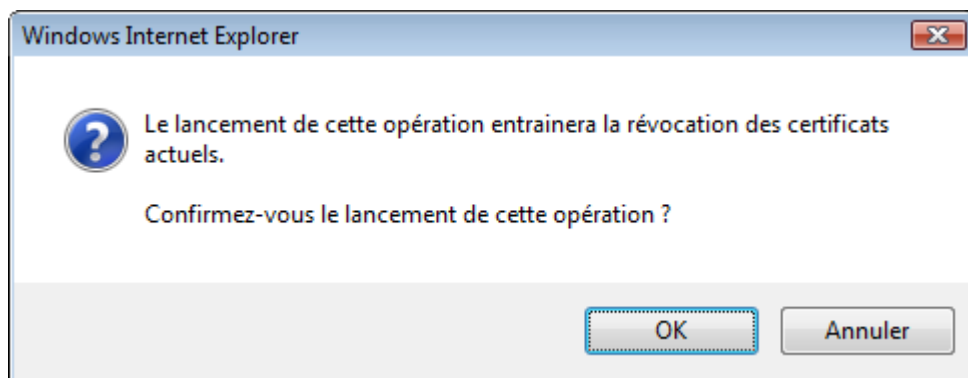 Windows Internet Explorer
Le lancement de cette opération entrainera la révocation des certificats
actuels.
Confirmez-vous le lancement de cette opération ?
OK
Annuler